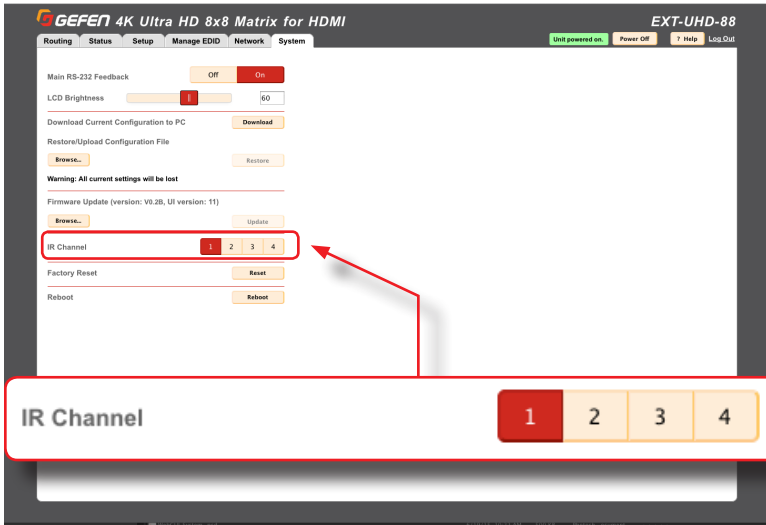 GEFEN 4K Ultra HD 8x8 Matrix for HDMI EXT-UHD-88
Routing Status Setup Manage EDID Network System Unit powered on. Power Off ? Help Log Out
Main RS-232 Feedback Off On
LCD Brightness 60
Download Current Configuration to PC Download
Restore/Upload Configuration File
Browse... Restore
Warning: All current settings will be lost
Firmware Update (version: V0.2B, UI version: 11)
Browse... Update
IR Channel 1 2 3 4
Factory Reset Reset
Reboot Reboot
IR Channel 1 2 3 4